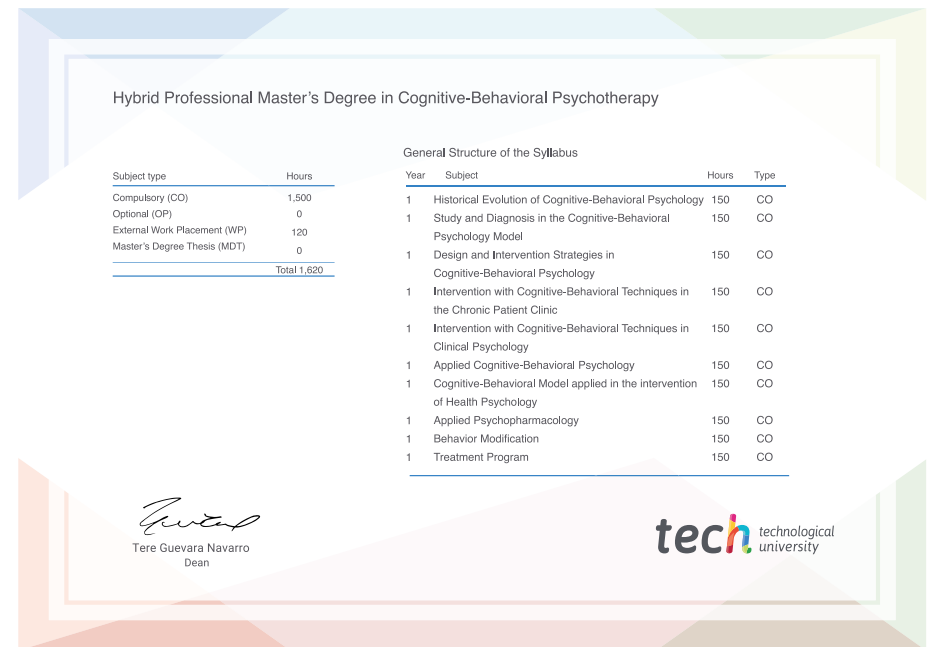 Hybrid Professional Master's Degree in Cognitive-Behavioral Psychotherapy
Subject type Hours
Compulsory (CO) 1,500
Optional (OP) 0
External Work Placement (WP) 120
Master's Degree Thesis (MDT) 0
Total 1,620
General Structure of the Syllabus
Year Subject Hours Type
1 Historical Evolution of Cognitive-Behavioral Psychology 150 CO
1 Study and Diagnosis in the Cognitive-Behavioral 150 CO
Psychology Model
1 Design and Intervention Strategies in 150 CO
Cognitive-Behavioral Psychology
1 Intervention with Cognitive-Behavioral Techniques in 150 CO
the Chronic Patient Clinic
1 Intervention with Cognitive-Behavioral Techniques in 150 CO
Clinical Psychology
1 Applied Cognitive-Behavioral Psychology 150 CO
1 Cognitive-Behavioral Model applied in the intervention 150 CO
of Health Psychology
1 Applied Psychopharmacology 150 CO
1 Behavior Modification 150 CO
1 Treatment Program 150 CO
Tere Guevara Navarro
Dean
tech technological
university